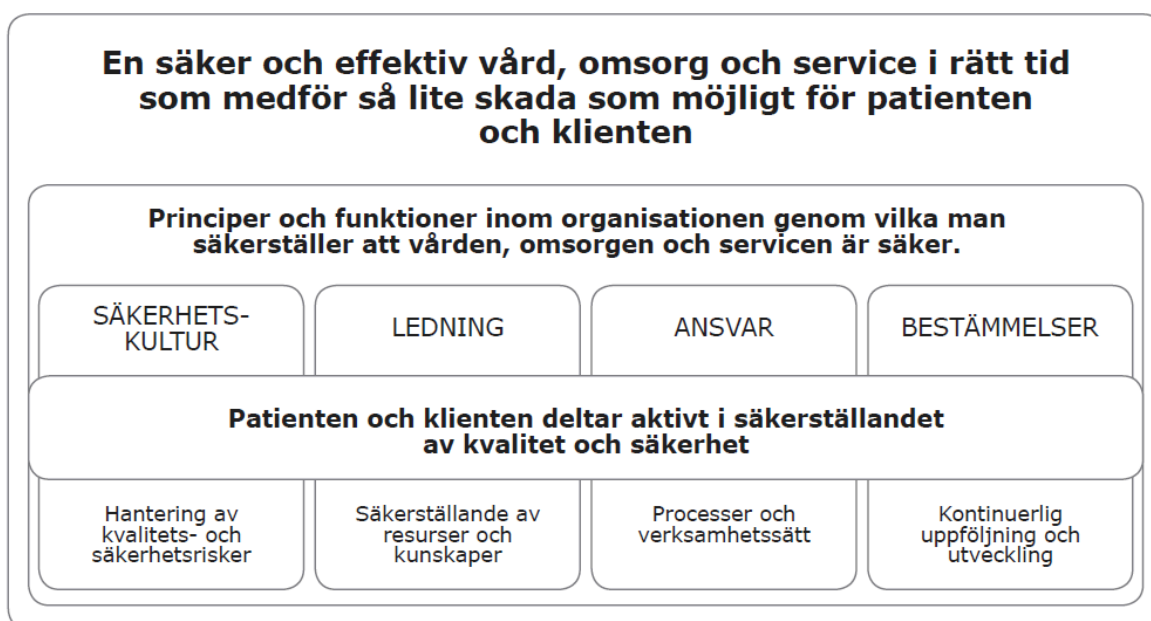 En säker och effektiv vård, omsorg och service i rätt tid
som medför så lite skada som möjligt för patienten
och klienten
Principer och funktioner inom organisationen genom vilka man
säkerställer att vården, omsorgen och servicen är säker.
SÄKERHETS-
KULTUR
LEDNING
ANSVAR
BESTÄMMELSER
Patienten och klienten deltar aktivt i säkerställandet
av kvalitet och säkerhet
Hantering av
kvalitets- och
säkerhetsrisker
Säkerställande av
resurser och
kunskaper
Processer och
verksamhetssätt
Kontinuerlig
uppföljning och
utveckling